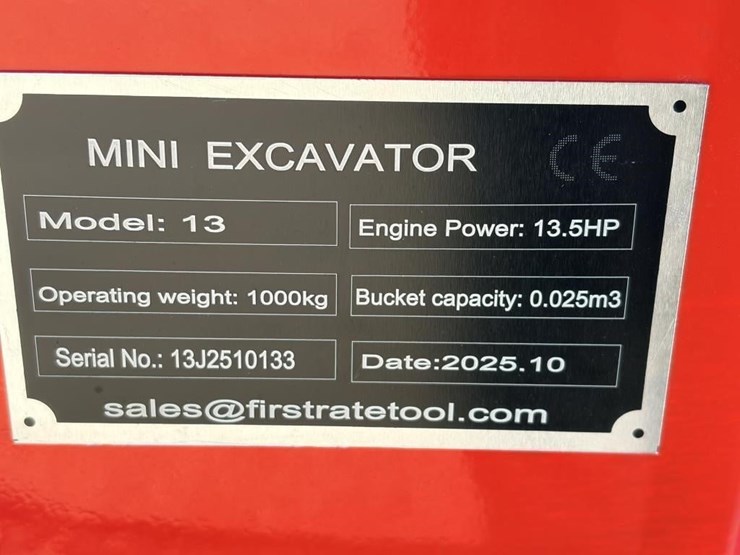 MINI EXCAVATOR CE
Model: 13
Engine Power: 13.5HP
Operating weight: 1000kg
Bucket capacity: 0.025m3
Serial No.: 13J2510133
Date:2025.10
sales@firstratetool.com